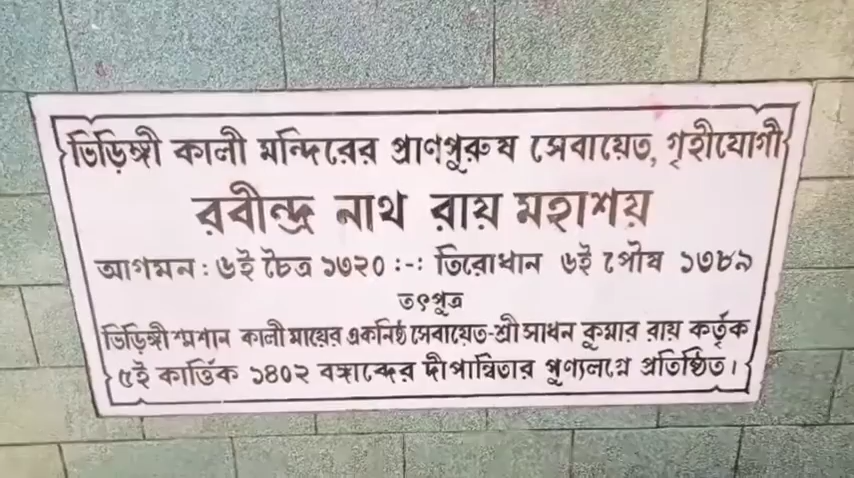 ভিড়িঙ্গী কালী মন্দিরের প্রাণপুরুষ সেবায়েত, গৃহীযোগী
রবীন্দ্র নাথ রায় মহাশয়
আগমন : ৬ই চৈত্র ১৩২০ :-: তিরোধান ৬ই পৌষ ১৩৮৯
তৎপুত্র
ভিড়িঙ্গী শ্মশান কালী মায়ের একনিষ্ঠ সেবায়েত-শ্রী সাধন কুমার রায় কর্তৃক
৫ই কার্ত্তিক ১৪০২ বঙ্গাব্দের দীপান্বিতার পুণ্যলগ্নে প্রতিষ্ঠিত।